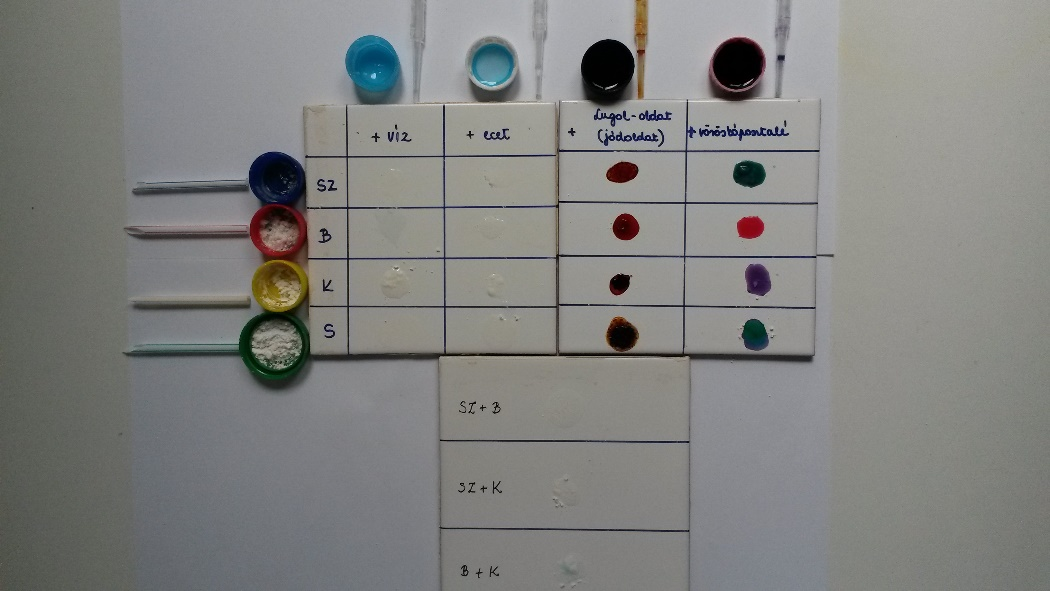 + víz
+ ecet
+ Lugol-oldat
(jódoldat)
+ vöröskáposztalé
SZ
B
K
S
SZ + B
SZ + K
B + K